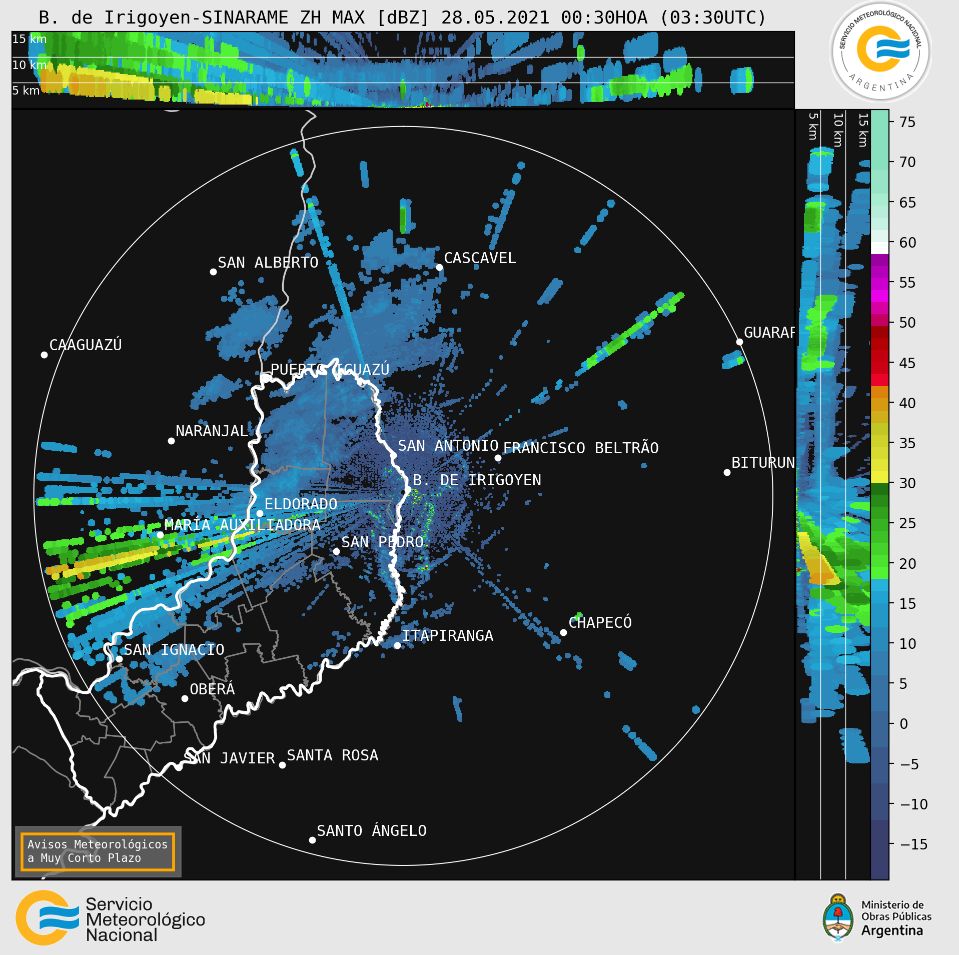 B. de Irigoyen-SINARAME ZH MAX [dBZ] 28.05.2021 00:30HOA (03:30UTC)
SERVICIO METEOROLÓGICO NACIONAL
ARGENTINA
15 km
10 km
5 km
5 km
10 km
15 km
75
70
65
60
55
50
45
40
35
30
25
20
15
10
5
0
−5
−10
−15
CASCAVEL
SAN ALBERTO
GUARAP
CAAGUAZÚ
PUERTO IGUAZÚ
NARANJAL
SAN ANTONIO
FRANCISCO BELTRÃO
BITURUN
B. DE IRIGOYEN
ELDORADO
MARÍA AUXILIADORA
SAN PEDRO
CHAPECÓ
ITAPIRANGA
SAN IGNACIO
OBERÁ
SAN JAVIER
SANTA ROSA
SANTO ÁNGELO
Avisos Meteorológicos
a Muy Corto Plazo
Servicio
Meteorológico
Nacional
Ministerio de
Obras Públicas
Argentina